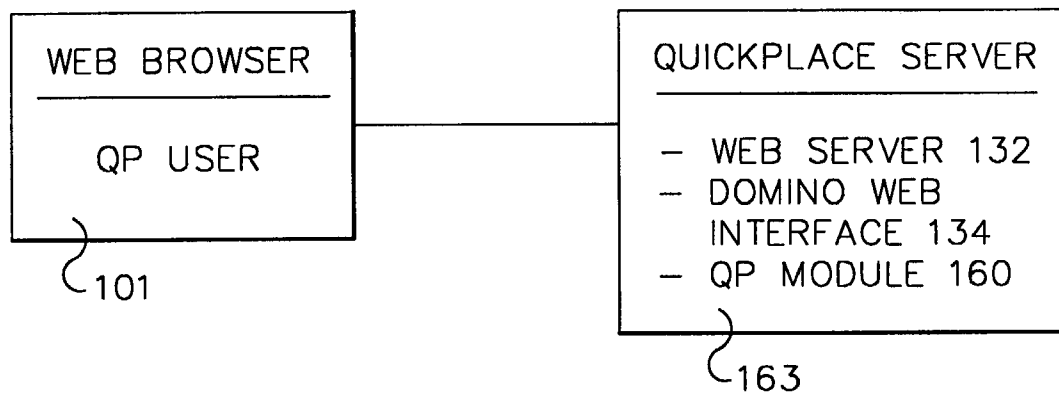 WEB BROWSER
QP USER
101
QUICKPLACE SERVER
– WEB SERVER 132
– DOMINO WEB
INTERFACE 134
– QP MODULE 160
163